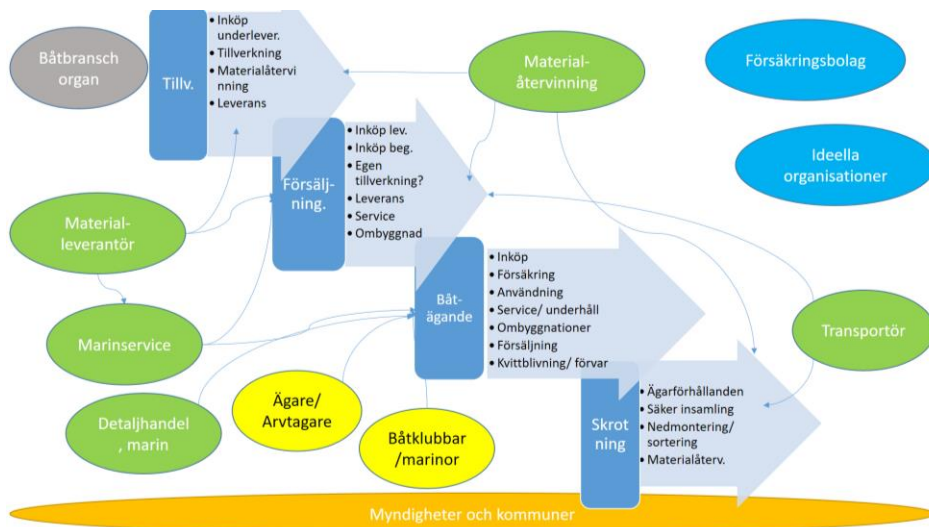 Båtbransch
organ
Tillv.
• Inköp
underlever.
• Tillverkning
• Materialåtervi
nning
• Leverans
Material-
återvinning
Försäkringsbolag
Försälj-
ning.
• Inköp lev.
• Inköp beg.
• Egen
tillverkning?
• Leverans
• Service
• Ombyggnad
Ideella
organisationer
Material-
leverantör
Båt-
ägande
• Inköp
• Försäkring
• Användning
• Service/ underhåll
• Ombyggnationer
• Försäljning
• Kvittblivning/ förvar
Marinservice
Transportör
Detaljhandel
, marin
Ägare/
Arvtagare
Båtklubbar
/marinor
Skrot
ning
• Ägarförhållanden
• Säker insamling
• Nedmontering/
sortering
• Materialåterv.
Myndigheter och kommuner